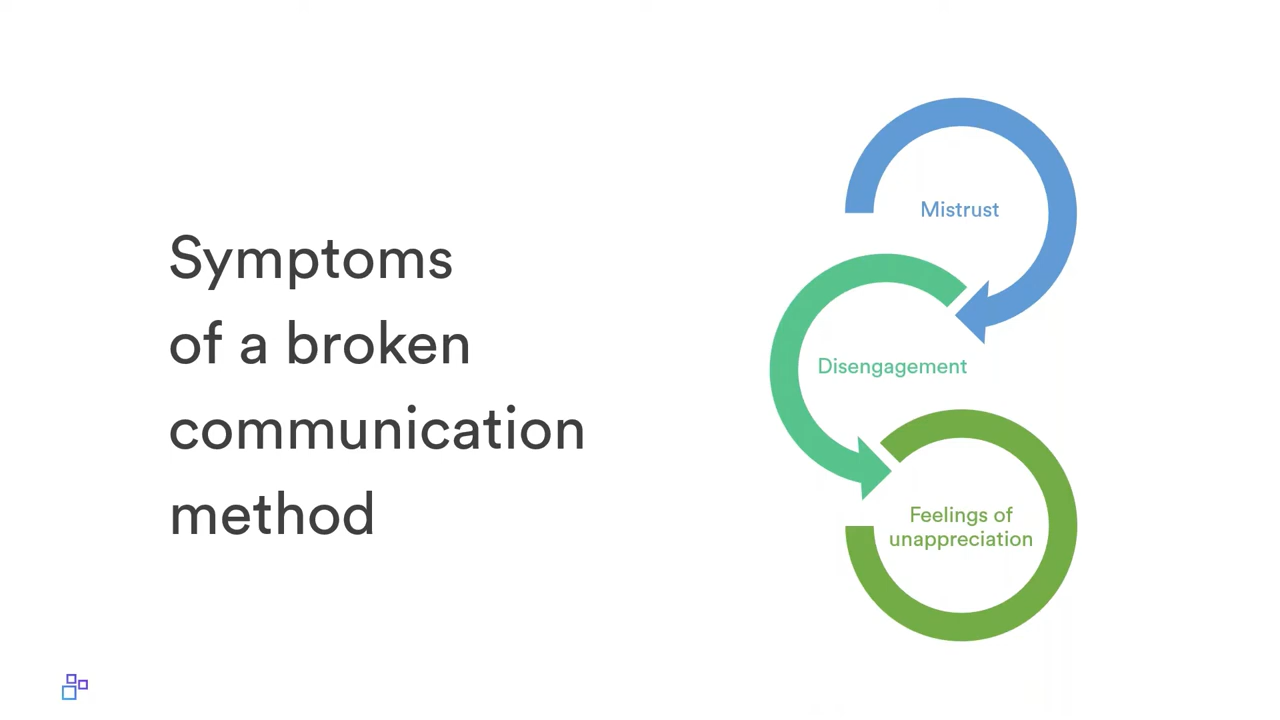 Symptoms
of a broken
communication
method
Mistrust
Disengagement
Feelings of
unappreciation